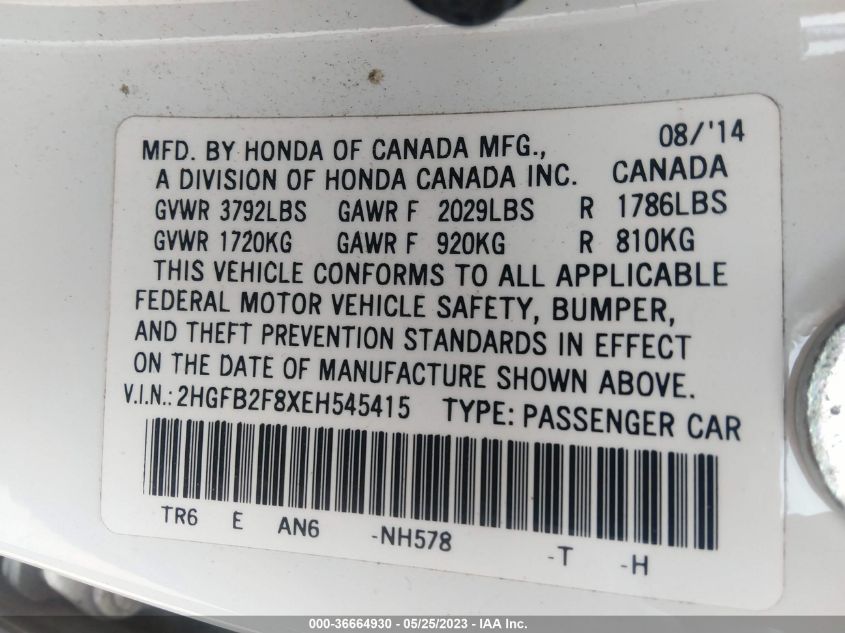 08/'14
MFD. BY HONDA OF CANADA MFG.,
A DIVISION OF HONDA CANADA INC. CANADA
GVWR 3792LBS GAWR F 2029LBS R 1786LBS
GVWR 1720KG GAWR F 920KG R 810KG
THIS VEHICLE CONFORMS TO ALL APPLICABLE
FEDERAL MOTOR VEHICLE SAFETY, BUMPER,
AND THEFT PREVENTION STANDARDS IN EFFECT
ON THE DATE OF MANUFACTURE SHOWN ABOVE.
V.I.N.: 2HGFB2F8XEH545415 TYPE: PASSENGER CAR
TR6 E AN6 -NH578 -T -H
000-36664930 - 05/25/2023 - IAA Inc.